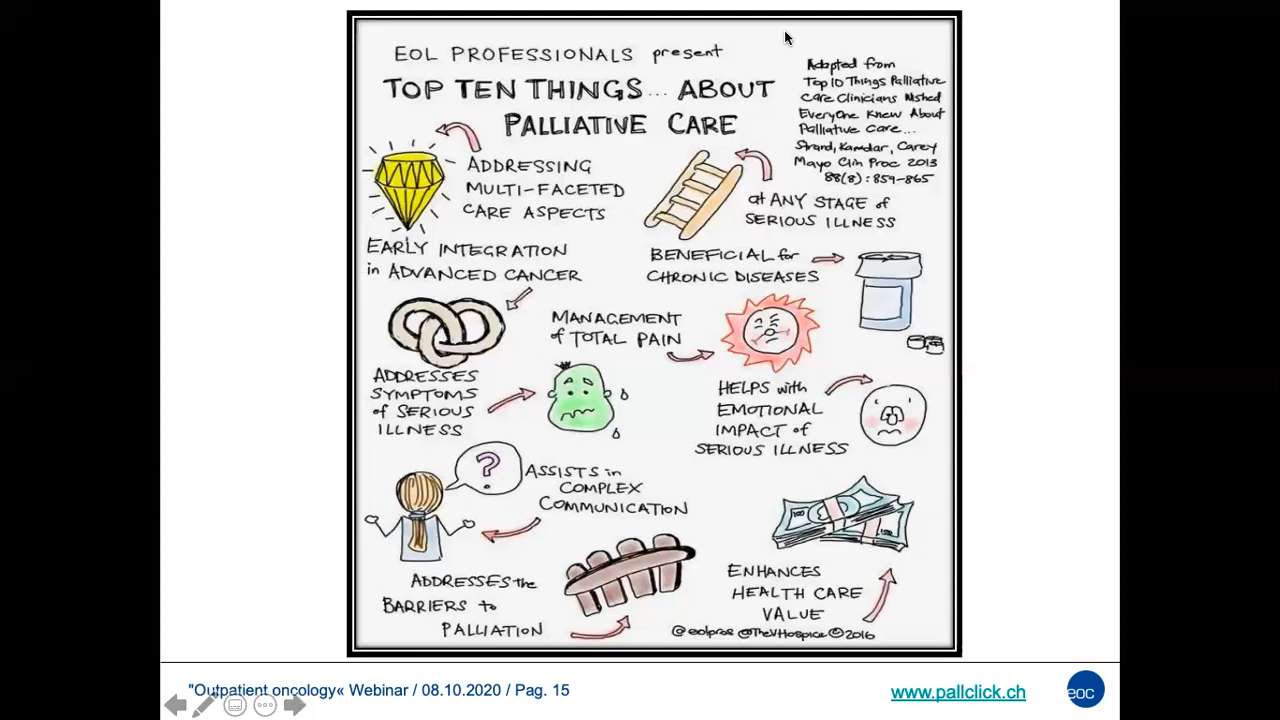 EOL PROFESSIONALS present
TOP TEN THINGS... ABOUT
PALLIATIVE CARE
Adapted from
Top 10 Things Palliative
Care Clinicians Wished
Everyone Knew About
Palliative Care...
Strand, Kamdar, Carey
Mayo Clin Proc 2013
88(8): 859-865
ADDRESSING
MULTI-FACETED
CARE ASPECTS
at ANY STAGE of
SERIOUS ILLNESS
EARLY INTEGRATION
in ADVANCED CANCER
BENEFICIAL for
CHRONIC DISEASES
MANAGEMENT
of TOTAL PAIN
ADDRESSES
SYMPTOMS
of SERIOUS
ILLNESS
HELPS with
EMOTIONAL
IMPACT of
SERIOUS ILLNESS
?
ASSISTS in
COMPLEX
COMMUNICATION
100
100
ADDRESSES the
BARRIERS to
PALLIATION
ENHANCES
HEALTH CARE
VALUE
@eolpros @TheVHospice © 2016
"Outpatient oncology« Webinar / 08.10.2020 / Pag. 15
www.pallclick.ch
eoc